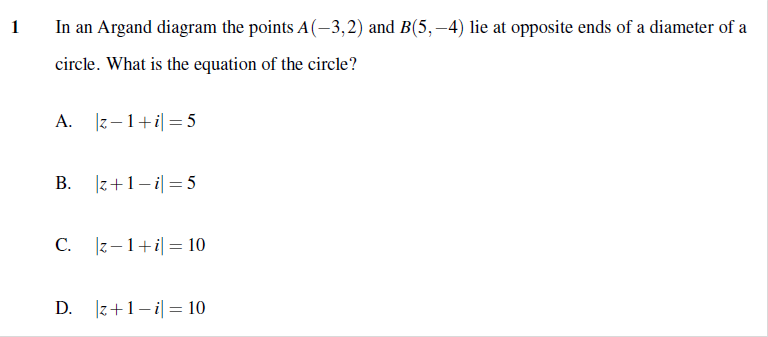 1 In an Argand diagram the points A(−3,2) and B(5,−4) lie at opposite ends of a diameter of a
circle. What is the equation of the circle?
A. |z−1+i| = 5
B. |z+1−i| = 5
C. |z−1+i| = 10
D. |z+1−i| = 10